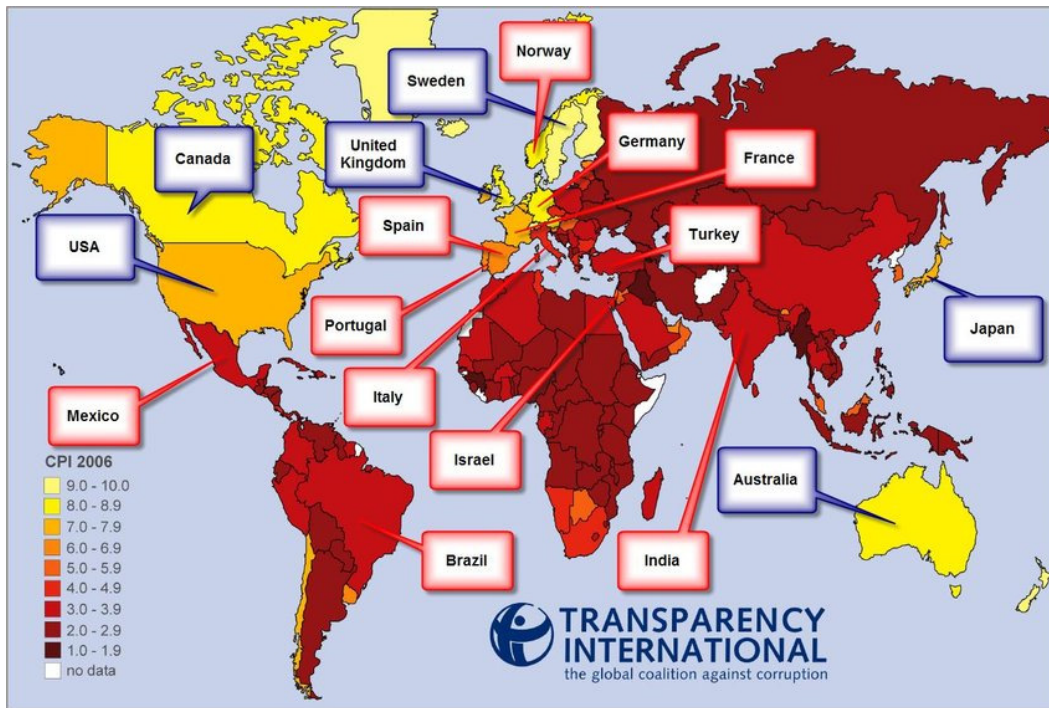 Norway
Sweden
Germany
United
Kingdom
Canada
France
Spain
Turkey
USA
Portugal
Japan
Italy
Mexico
Israel
CPI 2006
Australia
9.0 - 10.0
8.0 - 8.9
7.0 - 7.9
6.0 - 6.9
5.0 - 5.9
4.0 - 4.9
3.0 - 3.9
2.0 - 2.9
1.0 - 1.9
no data
Brazil
India
TRANSPARENCY
INTERNATIONAL
the global coalition against corruption